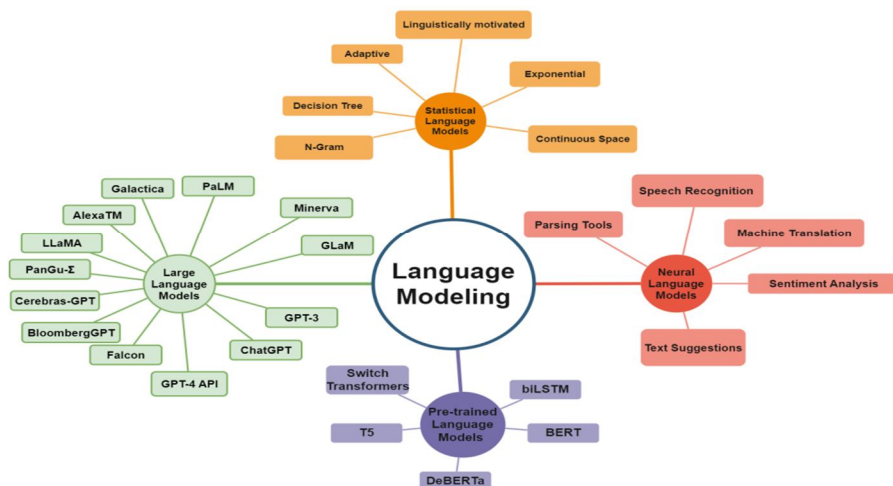 Linguistically motivated
Adaptive
Exponential
Decision Tree
Statistical
Language
Models
N-Gram
Continuous Space
Galactica
PaLM
Minerva
AlexaTM
LLaMA
GLaM
PanGu-Σ
Large
Language
Models
Cerebras-GPT
GPT-3
BloombergGPT
ChatGPT
Falcon
GPT-4 API
Language
Modeling
Speech Recognition
Parsing Tools
Machine Translation
Neural
Language
Models
Sentiment Analysis
Text Suggestions
Switch
Transformers
biLSTM
Pre-trained
Language
Models
T5
BERT
DeBERTa